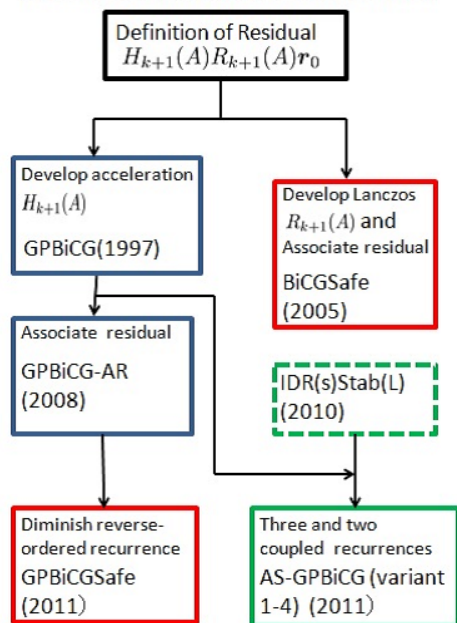 Definition of Residual
H_{k+1}(A)R_{k+1}(A)r_0
Develop acceleration
H_{k+1}(A)
GPBiCG(1997)
Develop Lanczos
R_{k+1}(A) and
Associate residual
BiCGSafe
(2005)
Associate residual
GPBiCG-AR
(2008)
IDR(s)Stab(L)
(2010)
Diminish reverse-
ordered recurrence
GPBiCGSafe
(2011)
Three and two
coupled recurrences
AS-GPBiCG (variant
1-4) (2011)